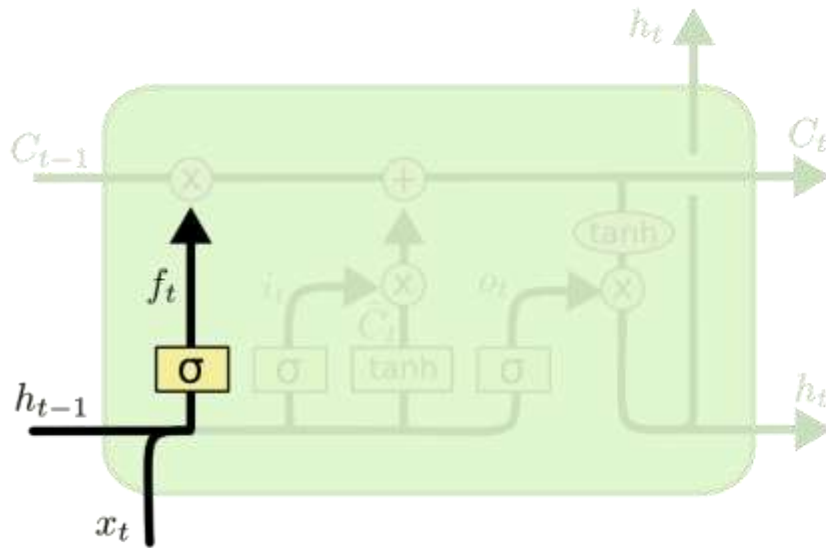 h_t
C_{t-1}
C_t
×
+
tanh
f_t
i_t
×
o_t
×
C̃_t
σ
σ
tanh
σ
h_{t-1}
h_t
x_t